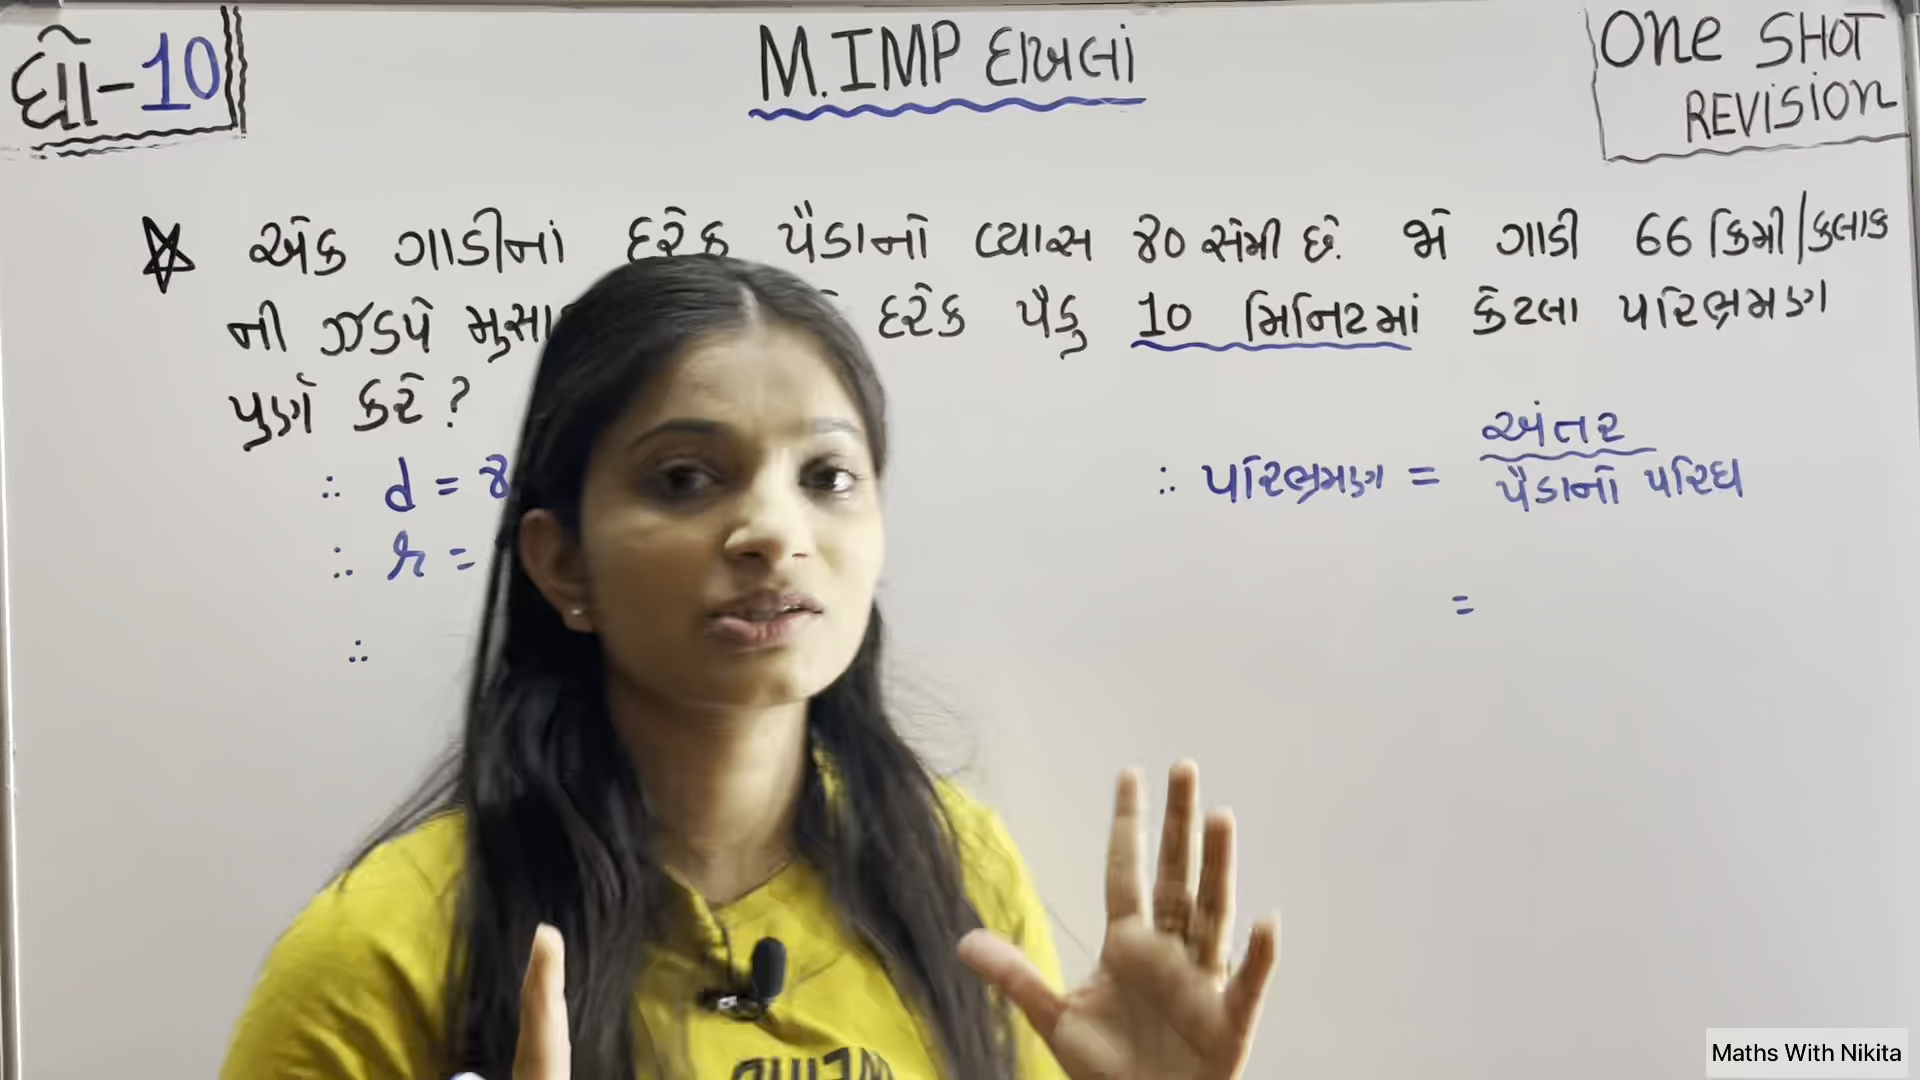 ધો-10
M. IMP દાખલાં
One SHOT
REVISION
એક ગાડીનાં દરેક પૈડાનો વ્યાસ 80 સેમી છે. જો ગાડી 66 કિમી/કલાક
ની ઝડપે દરેક પૈડુ 10 મિનિટમાં કેટલા પરિભ્રમણ
પુર્ણ કરે ?
∴ d = 8
∴ r =
∴
∴ પરિભ્રમણ = અંતર
પૈડાનો પરિઘ
=
Maths With Nikita